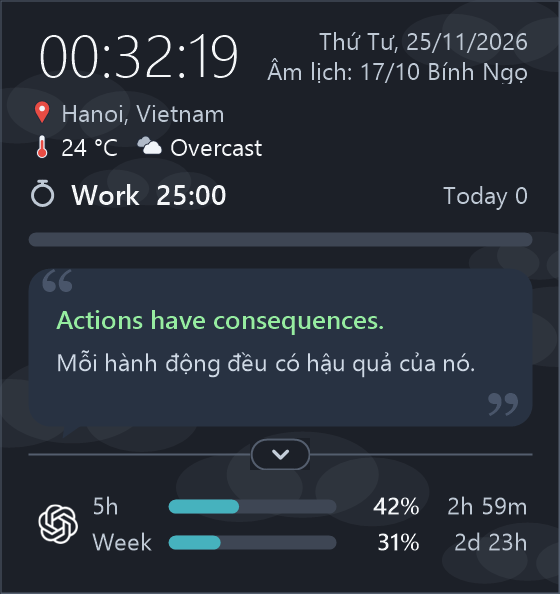 00:32:19
Thứ Tư, 25/11/2026
Âm lịch: 17/10 Bính Ngọ
Hanoi, Vietnam
24 °C Overcast
Work 25:00 Today 0
“
Actions have consequences.
Mỗi hành động đều có hậu quả của nó.
”
5h 42% 2h 59m
Week 31% 2d 23h